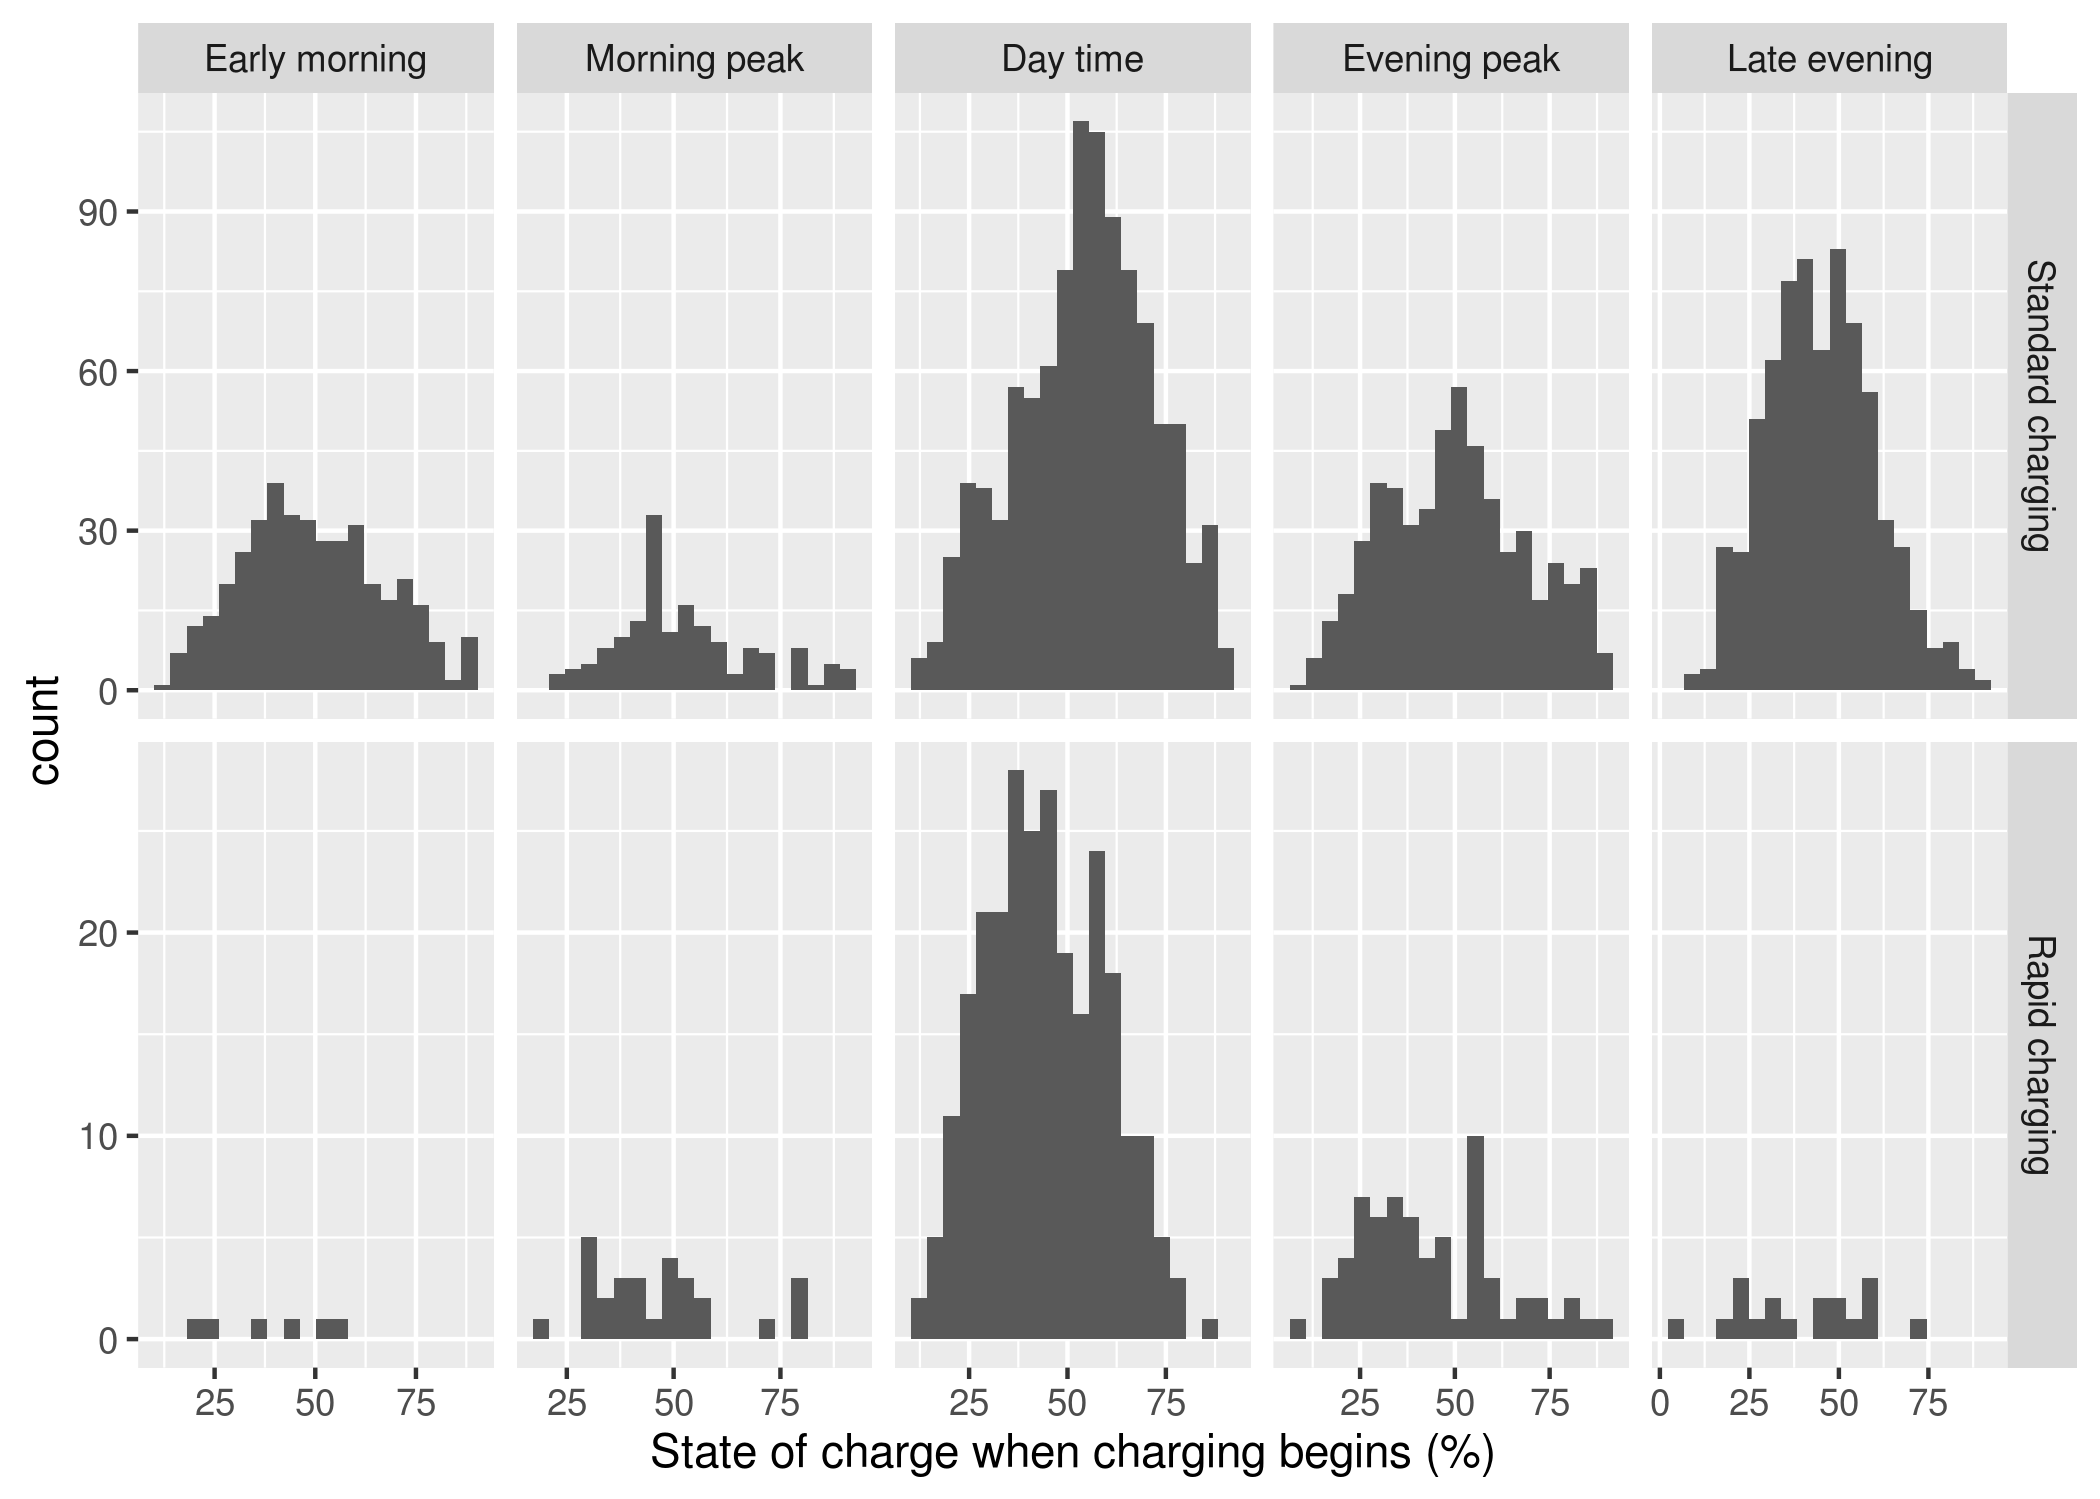 Early morning
Morning peak
Day time
Evening peak
Late evening
90
60
30
0
Standard charging
count
20
10
0
Rapid charging
25 50 75
25 50 75
25 50 75
25 50 75
0 25 50 75
State of charge when charging begins (%)